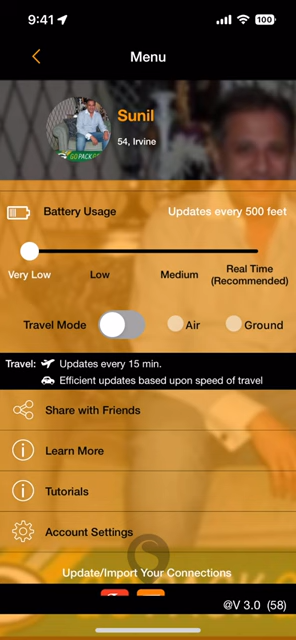 9:41
100
Menu
Sunil
54, Irvine
GOPACKGO
Battery Usage
Updates every 500 feet
Very Low
Low
Medium
Real Time
(Recommended)
Travel Mode
Air
Ground
Travel:
Updates every 15 min.
Efficient updates based upon speed of travel
Share with Friends
Learn More
Tutorials
Account Settings
Update/Import Your Connections
@V 3.0 (58)